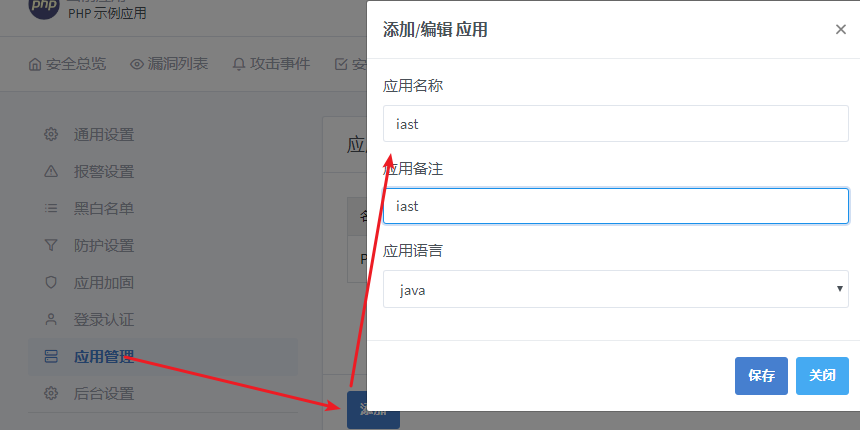 php
PHP 示例应用
添加/编辑 应用
×
安全总览
漏洞列表
攻击事件
安
应用名称
iast
通用设置
报警设置
应用备注
黑白名单
iast
防护设置
应用语言
应用加固
java
登录认证
应用管理
保存
关闭
后台设置
添加